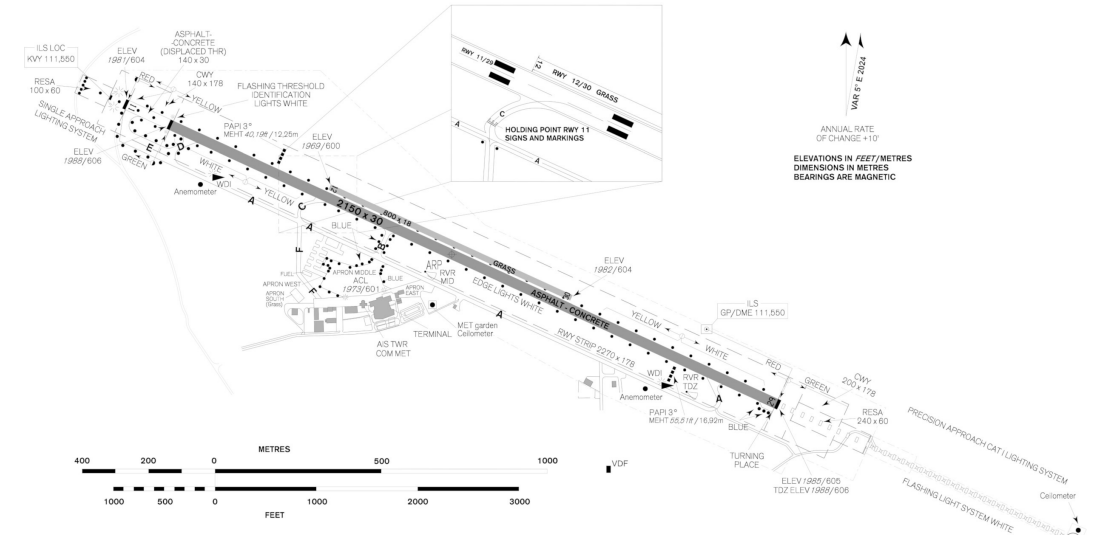 RWY 11/29
12
RWY 12/30 GRASS
C
HOLDING POINT RWY 11
SIGNS AND MARKINGS
A
A
A
VAR 5° E 2024
ANNUAL RATE
OF CHANGE +10'
ELEVATIONS IN FEET/METRES
DIMENSIONS IN METRES
BEARINGS ARE MAGNETIC
ILS LOC
KVY 111,550
ELEV
1981/604
ASPHALT-
-CONCRETE
(DISPLACED THR)
140 x 30
RESA
100 x 60
RED
CWY
140 x 178
YELLOW
FLASHING THRESHOLD
IDENTIFICATION
LIGHTS WHITE
SINGLE APPROACH
LIGHTING SYSTEM
PAPI 3°
MEHT 40,19ft / 12,25m
ELEV
1969/600
ELEV
1988/606
GREEN
E
D
WHITE
WDI
YELLOW
Anemometer
A
C
A
2150 x 30
800 x 18
BLUE
B
F
FUEL
APRON MIDDLE
ACL
1973/601
BLUE
ARP
RVR
MID
GRASS
ELEV
1982/604
APRON WEST
APRON
SOUTH
(Grass)
F
APRON
EAST
EDGE LIGHTS WHITE
ASPHALT - CONCRETE
A
TERMINAL
MET garden
Ceilometer
AIS TWR
COM MET
RWY STRIP 2270 x 178
YELLOW
WHITE
ILS
GP/DME 111,550
RED
GREEN
CWY
200 x 178
WDI
RVR
TDZ
Anemometer
A
PAPI 3°
MEHT 55,51ft / 16,92m
BLUE
RESA
240 x 60
TURNING
PLACE
ELEV 1985/605
TDZ ELEV 1988/606
PRECISION APPROACH CAT I LIGHTING SYSTEM
FLASHING LIGHT SYSTEM WHITE
Ceilometer
VDF
METRES
400 200 0 500 1000
1000 500 0 1000 2000 3000
FEET